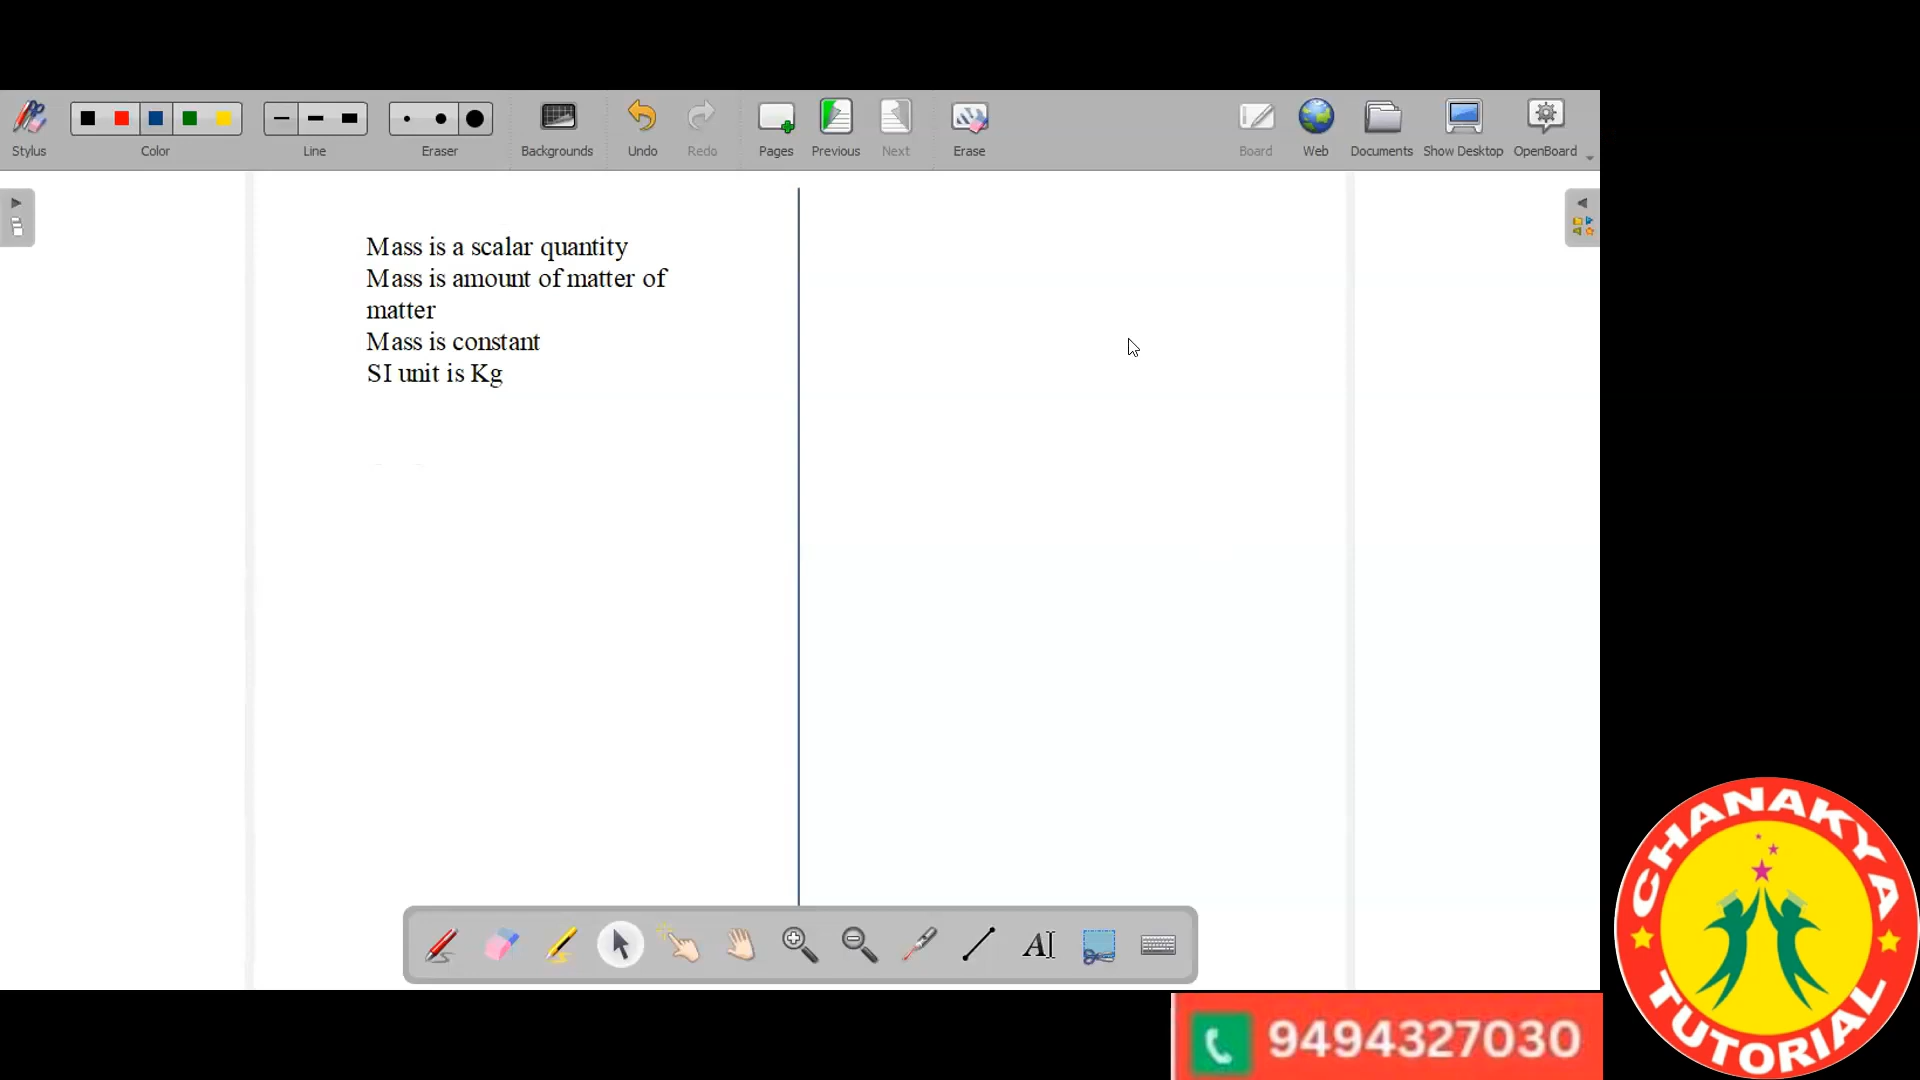 Stylus
Color
Line
Eraser
Backgrounds
Undo
Redo
Pages
Previous
Next
Erase
Board
Web
Documents
Show Desktop
OpenBoard
Mass is a scalar quantity
Mass is amount of matter of
matter
Mass is constant
SI unit is Kg
AI
CHANAKYA
TUTORIAL
9494327030